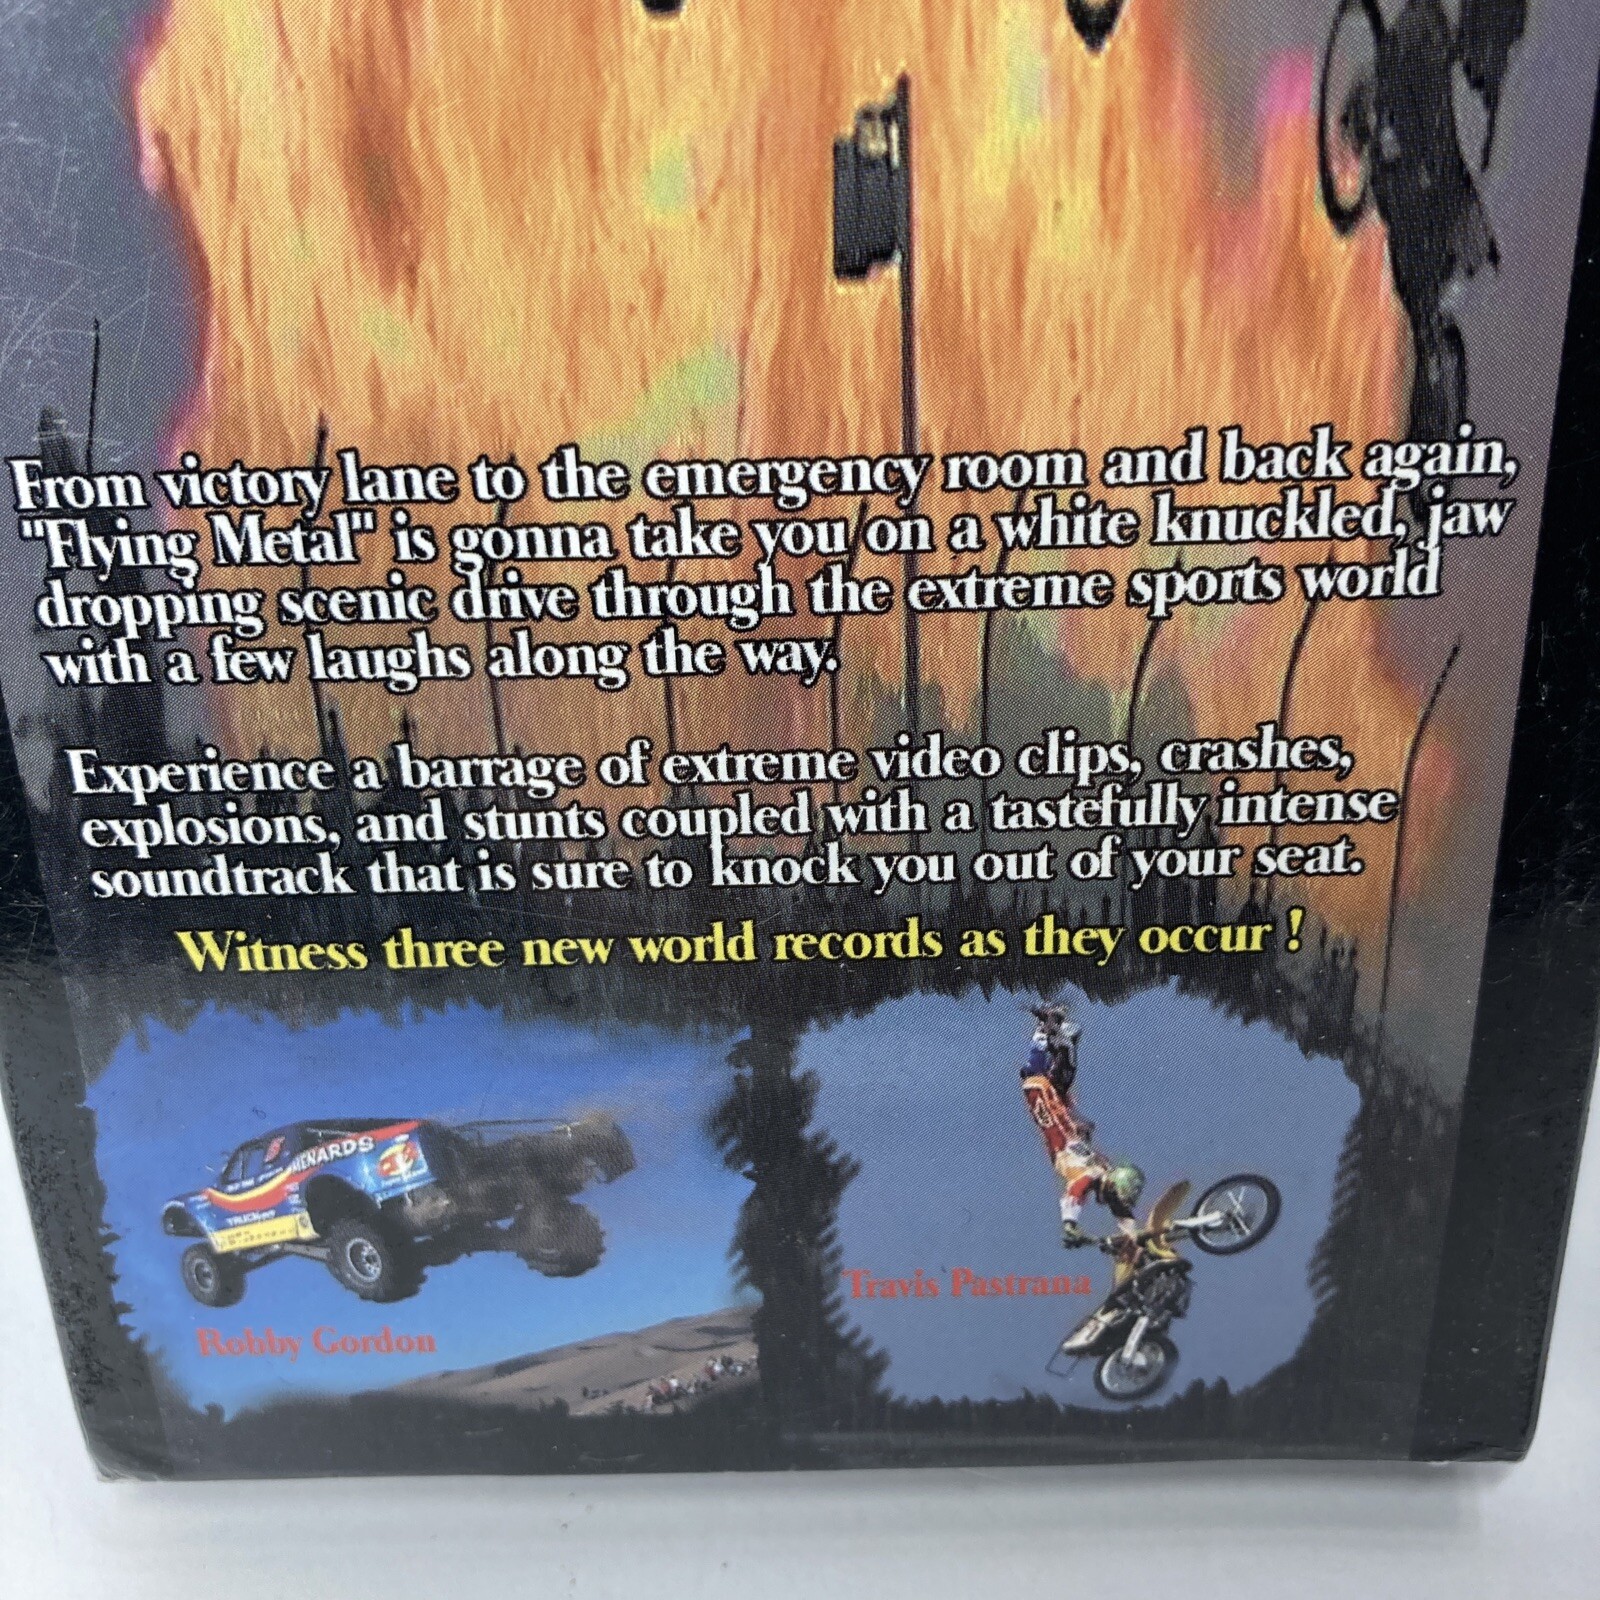 From victory lane to the emergency room and back again,
"Flying Metal" is gonna take you on a white knuckled, jaw
dropping scenic drive through the extreme sports world
with a few laughs along the way.
Experience a barrage of extreme video clips, crashes,
explosions, and stunts coupled with a tastefully intense
soundtrack that is sure to knock you out of your seat.
Witness three new world records as they occur !
MENARDS
Robby Gordon
Travis Pastrana